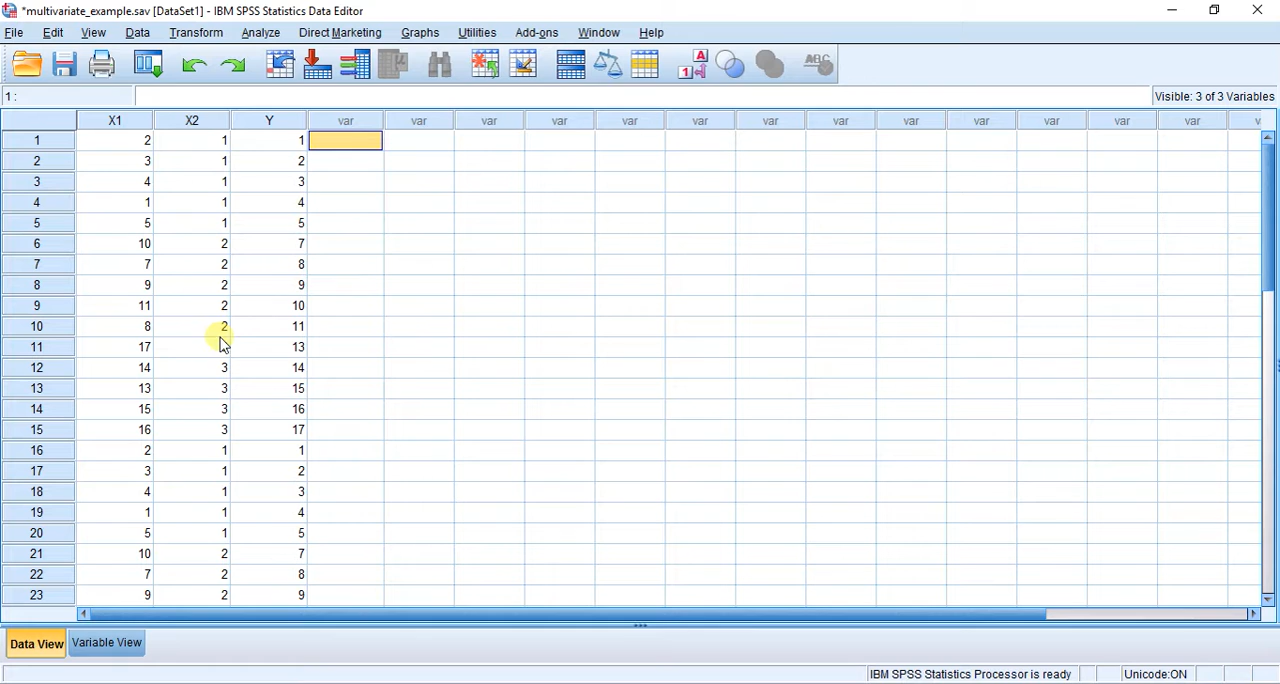 *multivariate_example.sav [DataSet1] - IBM SPSS Statistics Data Editor
File Edit View Data Transform Analyze Direct Marketing Graphs Utilities Add-ons Window Help
A 1 ABC
1 : Visible: 3 of 3 Variables
X1 X2 Y var var var var var var var var var var var var var v
1 2 1 1
2 3 1 2
3 4 1 3
4 1 1 4
5 5 1 5
6 10 2 7
7 7 2 8
8 9 2 9
9 11 2 10
10 8 2 11
11 17 13
12 14 3 14
13 13 3 15
14 15 3 16
15 16 3 17
16 2 1 1
17 3 1 2
18 4 1 3
19 1 1 4
20 5 1 5
21 10 2 7
22 7 2 8
23 9 2 9
Data View Variable View
IBM SPSS Statistics Processor is ready Unicode:ON